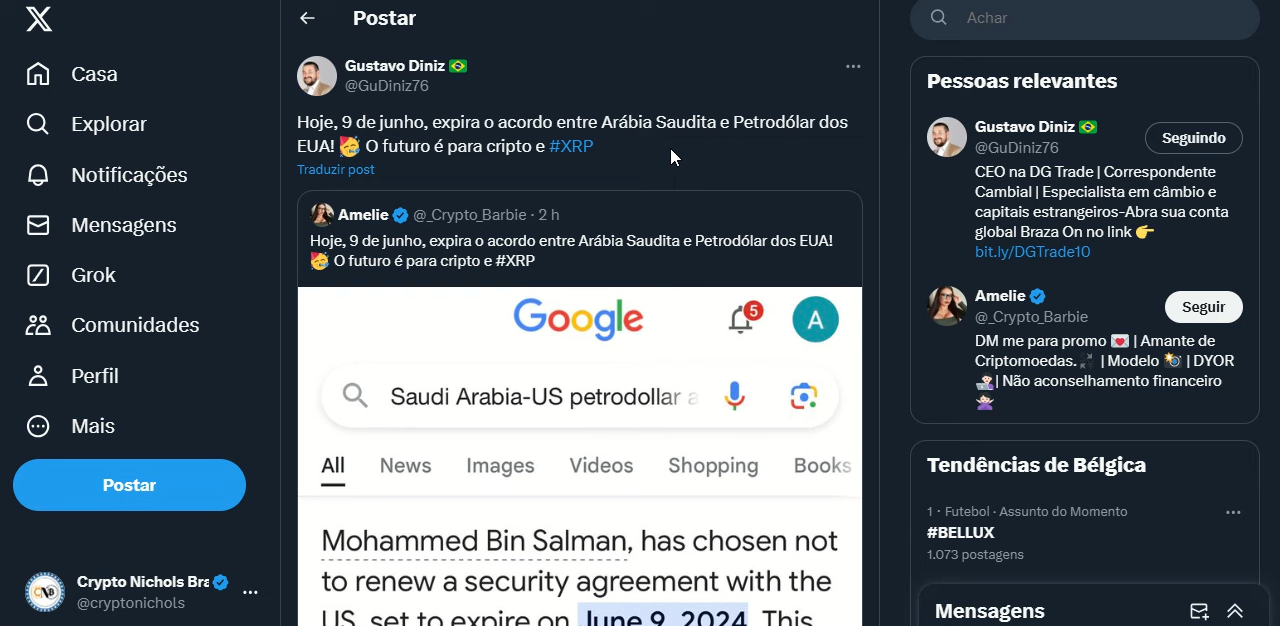 Postar
Achar
Casa
Explorar
Notificações
Mensagens
Grok
Comunidades
Perfil
Mais
Postar
Crypto Nichols Bra
@cryptonichols
Gustavo Diniz
@GuDiniz76
Hoje, 9 de junho, expira o acordo entre Arábia Saudita e Petrodólar dos
EUA! 🥳 O futuro é para cripto e #XRP
Traduzir post
Amelie @_Crypto_Barbie · 2 h
Hoje, 9 de junho, expira o acordo entre Arábia Saudita e Petrodólar dos EUA!
🥳 O futuro é para cripto e #XRP
Google
5
A
Saudi Arabia-US petrodollar a
All News Images Videos Shopping Books
Mohammed Bin Salman, has chosen not
to renew a security agreement with the
US, set to expire on June 9, 2024. This
Pessoas relevantes
Gustavo Diniz
@GuDiniz76
Seguindo
CEO na DG Trade | Correspondente
Cambial | Especialista em câmbio e
capitais estrangeiros-Abra sua conta
global Braza On no link 👉
bit.ly/DGTrade10
Amelie
@_Crypto_Barbie
Seguir
DM me para promo 💌 | Amante de
Criptomoedas. | Modelo 📸 | DYOR
| Não aconselhamento financeiro
Tendências de Bélgica
1 · Futebol · Assunto do Momento
#BELLUX
1.073 postagens
Mensagens